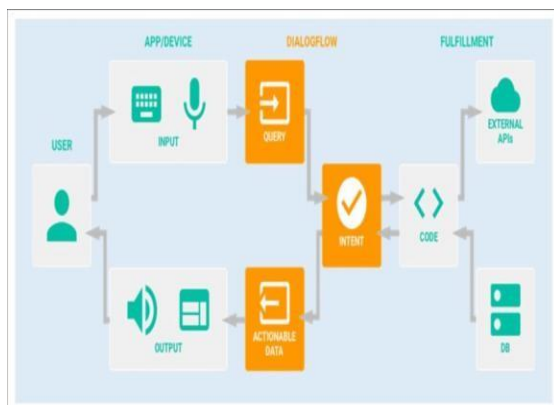 APP/DEVICE
DIALOGFLOW
FULFILLMENT
USER
INPUT
QUERY
EXTERNAL
APIs
INTENT
CODE
OUTPUT
ACTIONABLE
DATA
DB